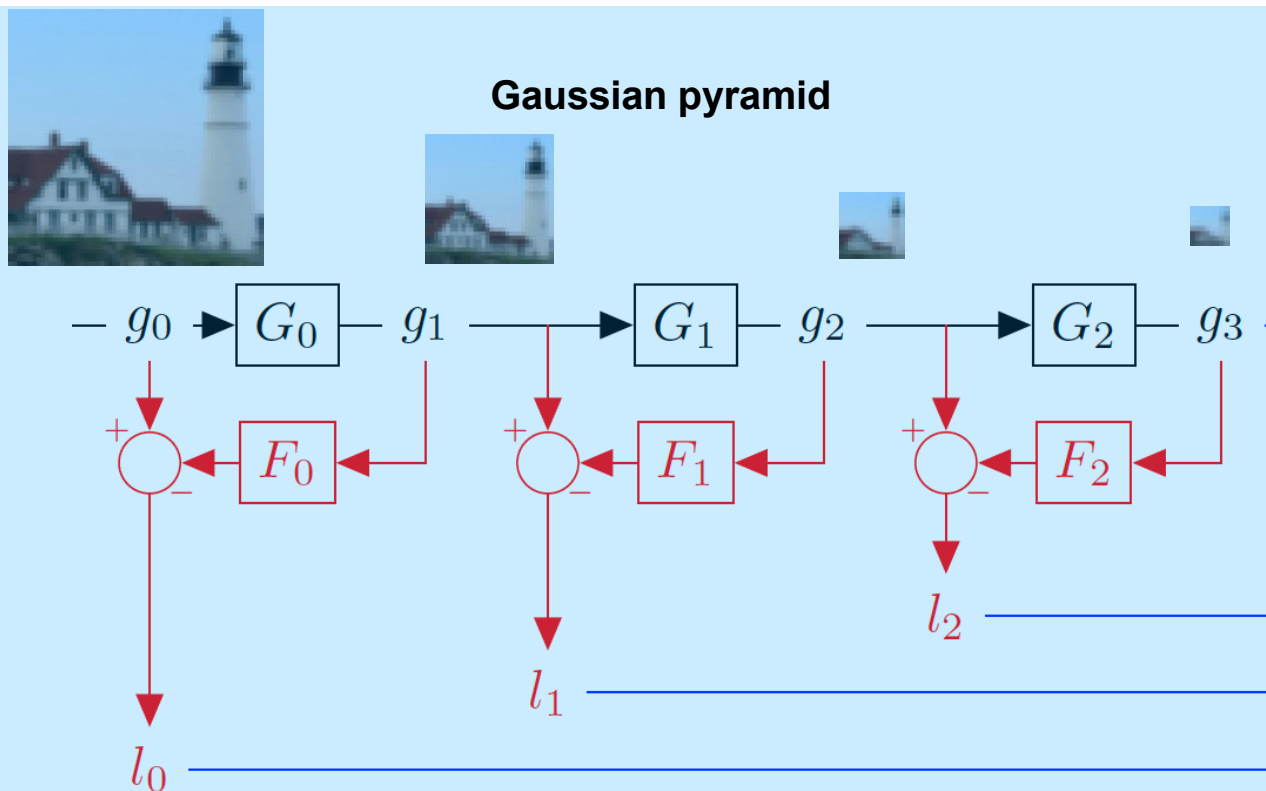 Gaussian pyramid
g₀ G₀ g₁ G₁ g₂ G₂ g₃
+ F₀ + F₁ + F₂
− − −
l₂
l₁
l₀